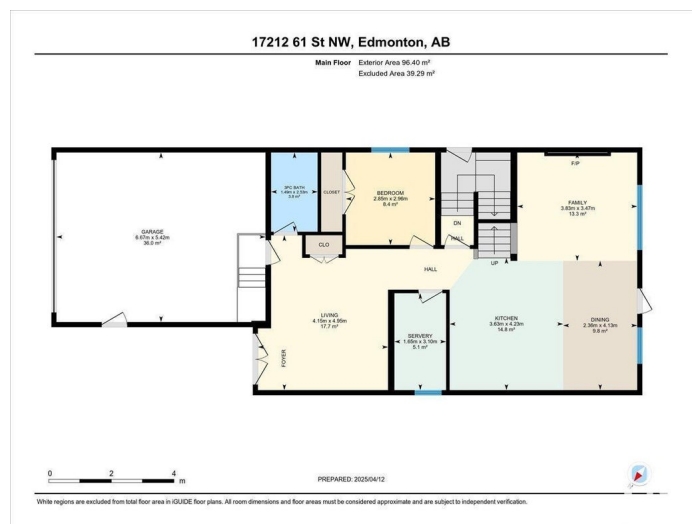 17212 61 St NW, Edmonton, AB
Main Floor Exterior Area 96.40 m²
Excluded Area 39.29 m²
GARAGE
6.67m x 5.42m
36.0 m²
3PC BATH
1.49m x 2.53m
3.8 m²
CLOSET
BEDROOM
2.85m x 2.96m
8.4 m²
F/P
FAMILY
3.83m x 3.47m
13.3 m²
DN
HALL
UP
CLO
HALL
LIVING
4.15m x 4.95m
17.7 m²
FOYER
SERVERY
1.65m x 3.10m
5.1 m²
KITCHEN
3.63m x 4.23m
14.8 m²
DINING
2.36m x 4.13m
9.8 m²
0 2 4
m
PREPARED: 2025/04/12
White regions are excluded from total floor area in iGUIDE floor plans. All room dimensions and floor areas must be considered approximate and are subject to independent verification.